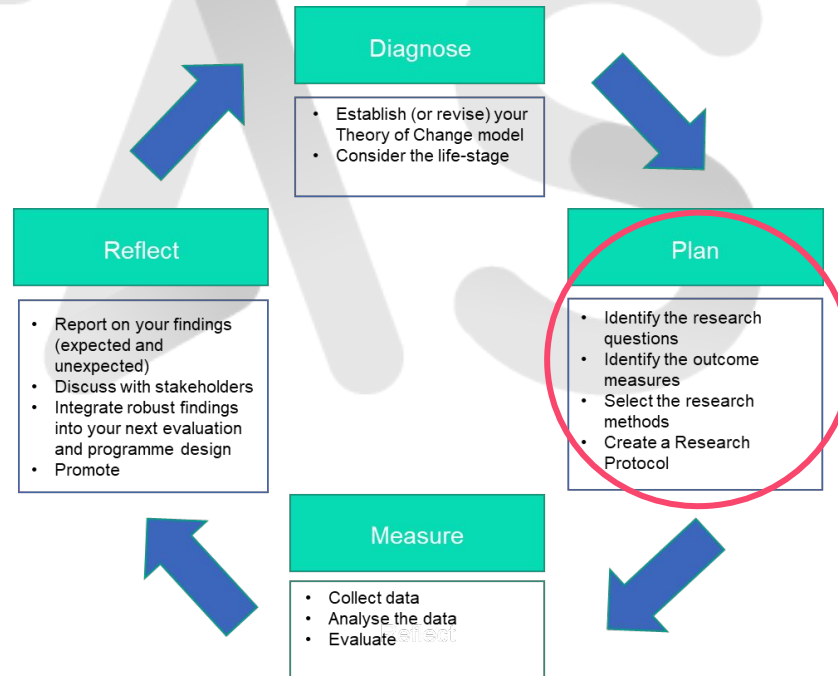 Diagnose
• Establish (or revise) your
Theory of Change model
• Consider the life-stage
Reflect
• Report on your findings
(expected and
unexpected)
• Discuss with stakeholders
• Integrate robust findings
into your next evaluation
and programme design
• Promote
Plan
• Identify the research
questions
• Identify the outcome
measures
• Select the research
methods
• Create a Research
Protocol
Measure
• Collect data
• Analyse the data
• Evaluate
Reflect